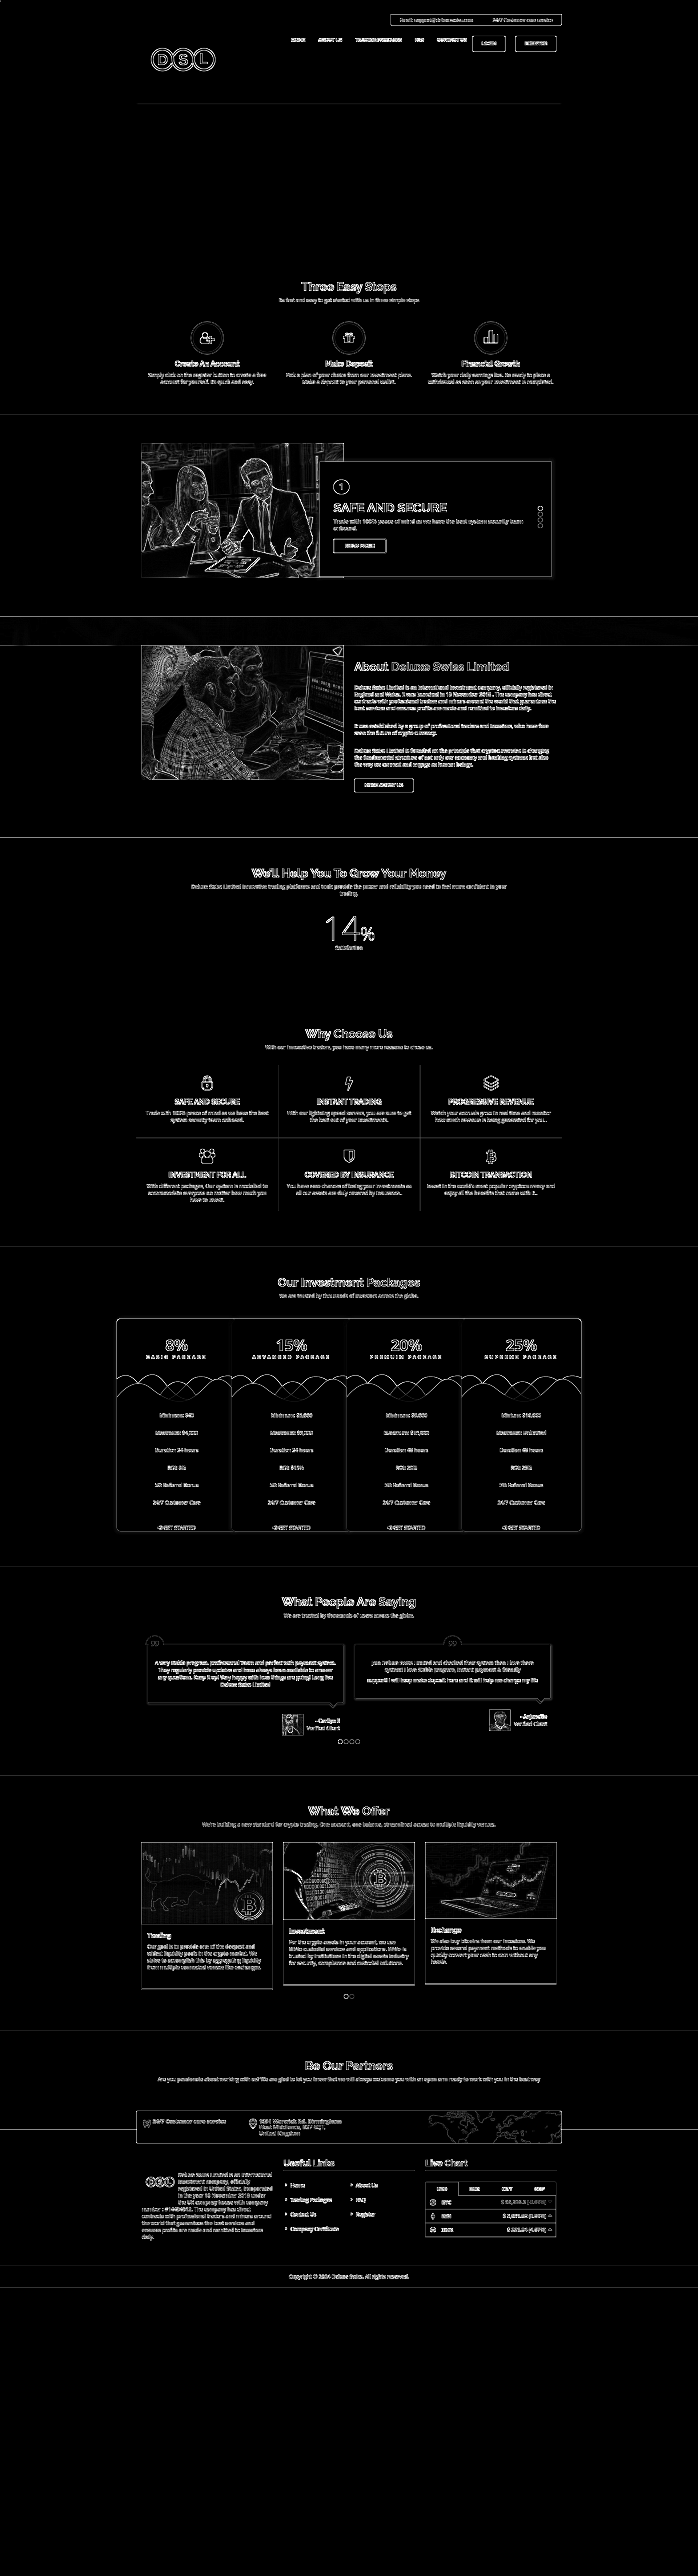 Email: support@deluxeswiss.com 24/7 Customer care service
DSL
HOME ABOUT US TRADING PACKAGES FAQ CONTACT US LOGIN REGISTER
Three Easy Steps
Its fast and easy to get started with us in three simple steps
Create An Account
Simply click on the register button to create a free
account for yourself. Its quick and easy.
Make Deposit
Pick a plan of your choice from our investment plans.
Make a deposit to your personal wallet.
Financial Growth
Watch your daily earnings live. Be ready to place a
withdrawal as soon as your investment is completed.
1
SAFE AND SECURE
Trade with 100% peace of mind as we have the best system security team
onboard.
READ MORE
About Deluxe Swiss Limited
Deluxe Swiss Limited is an international investment company, officially registered in
England and Wales, it was launched in 16 November 2018 . The company has direct
contracts with professional traders and miners around the world that guarantees the
best services and ensures profits are made and remitted to investors daily.
It was established by a group of professional traders and investors, who have fore
seen the future of crypto currency.
Deluxe Swiss Limited is founded on the principle that cryptocurrencies is changing
the fundamental structure of not only our economy and banking systems but also
the way we connect and engage as human beings.
MORE ABOUT US
We'll Help You To Grow Your Money
Deluxe Swiss Limited innovative trading platforms and tools provide the power and reliability you need to feel more confident in your
trading.
14%
Satisfaction
Why Choose Us
With our innovative traders, you have many more reasons to chose us.
SAFE AND SECURE
Trade with 100% peace of mind as we have the best
system security team onboard.
INSTANT TRADING
With our lightning speed servers, you are sure to get
the best out of your investments.
PROGRESSIVE REVENUE
Watch your accruals grow in real time and monitor
how much revenue is being generated for you..
INVESTMENT FOR ALL
With different packages, Our system is modelled to
accommodate everyone no matter how much you
have to invest.
COVERED BY INSURANCE
You have zero chances of losing your investments as
all our assets are duly covered by insurance..
BITCOIN TRANSACTION
Invest in the world's most popular cryptocurrency and
enjoy all the benefits that come with it..
Our Investment Packages
We are trusted by thousands of investors across the globe.
8%
BASIC PACKAGE
Minimum: $40
Maximum: $4,000
Duration 24 hours
ROI: 8%
5% Referral Bonus
24/7 Customer Care
GET STARTED
15%
ADVANCED PACKAGE
Duration 24 hours
ROI: $15%
5% Referral Bonus
24/7 Customer Care
GET STARTED
20%
PREMUIM PACKAGE
Maximum: $15,000
Duration 48 hours
ROI: 20%
5% Referral Bonus
24/7 Customer Care
GET STARTED
25%
SUPREME PACKAGE
Maximum: Unlimited
Duration 48 hours
ROI: 25%
5% Referral Bonus
24/7 Customer Care
GET STARTED
What People Are Saying
We are trusted by thousands of users across the globe.
A very stable program. professional Team and perfect with payment system.
They regularly provide updates and have always been available to answer
any questions. Keep it up! Very happy with how things are going! Long live
Deluxe Swiss Limited
Verified Client
Join Deluxe Swiss Limited and checked their system then I love there
system! I love Stable program, instant payment & friendly
support! I will keep make deposit here and it will help me change my life
Verified Client
What We Offer
We're building a new standard for crypto trading. One account, one balance, streamlined access to multiple liquidity venues.
Trading
Our goal is to provide one of the deepest and
widest liquidity pools in the crypto market. We
strive to accomplish this by aggregating liquidity
from multiple connected venues like exchanges.
Investment
For the crypto assets in your account, we use
BitGo custodial services and applications. BitGo is
trusted by institutions in the digital assets industry
for security, compliance and custodial solutions.
Exchange
We also buy bitcoins from our investors. We
provide several payment methods to enable you
quickly convert your cash to coin without any
hassle.
Be Our Partners
Are you passionate about working with us? We are glad to let you know that we will always welcome you with an open arm ready to work with you in the best way
24/7 Customer care service
Warwick Rd, Birmingham
West Midlands,
United Kingdom
DSL
Deluxe Swiss Limited is an international
investment company, officially
registered in United States, incorporated
in the year 16 November 2018 under
the UK company house with company
number : The company has direct
contracts with professional traders and miners around
the world that guarantees the best services and
ensures profits are made and remitted to investors
daily.
Useful Links
Home About Us
Trading Packages FAQ
Contact Us Register
Company Certificate
Live Chart
USD EUR CNY GBP
BTC
ETH
Copyright © 2024 Deluxe Swiss. All rights reserved.